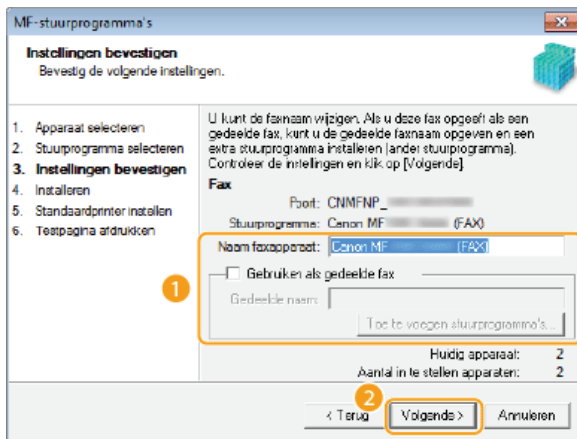 MF-stuurprogramma's
Instellingen bevestigen
Bevestig de volgende instellingen.
1. Apparaat selecteren
2. Stuurprogramma selecteren
3. Instellingen bevestigen
4. Installeren
5. Standaardprinter instellen
6. Testpagina afdrukken
U kunt de faxnaam wijzigen. Als u deze fax opgeeft als een
gedeelde fax, kunt u de gedeelde faxnaam opgeven en een
extra stuurprogramma installeren (ander stuurprogramma).
Controleer de instellingen en klik op [Volgende]
Fax
Poort: CNMFNP_
Stuurprogramma: Canon MF (FAX)
Naam faxapparaat: Canon MF (FAX)
1
Gebruiken als gedeelde fax
Gedeelde naam:
Toe te voegen stuurprogramma's...
Huidig apparaat: 2
Aantal in te stellen apparaten: 2
2
< Terug Volgende > Annuleren